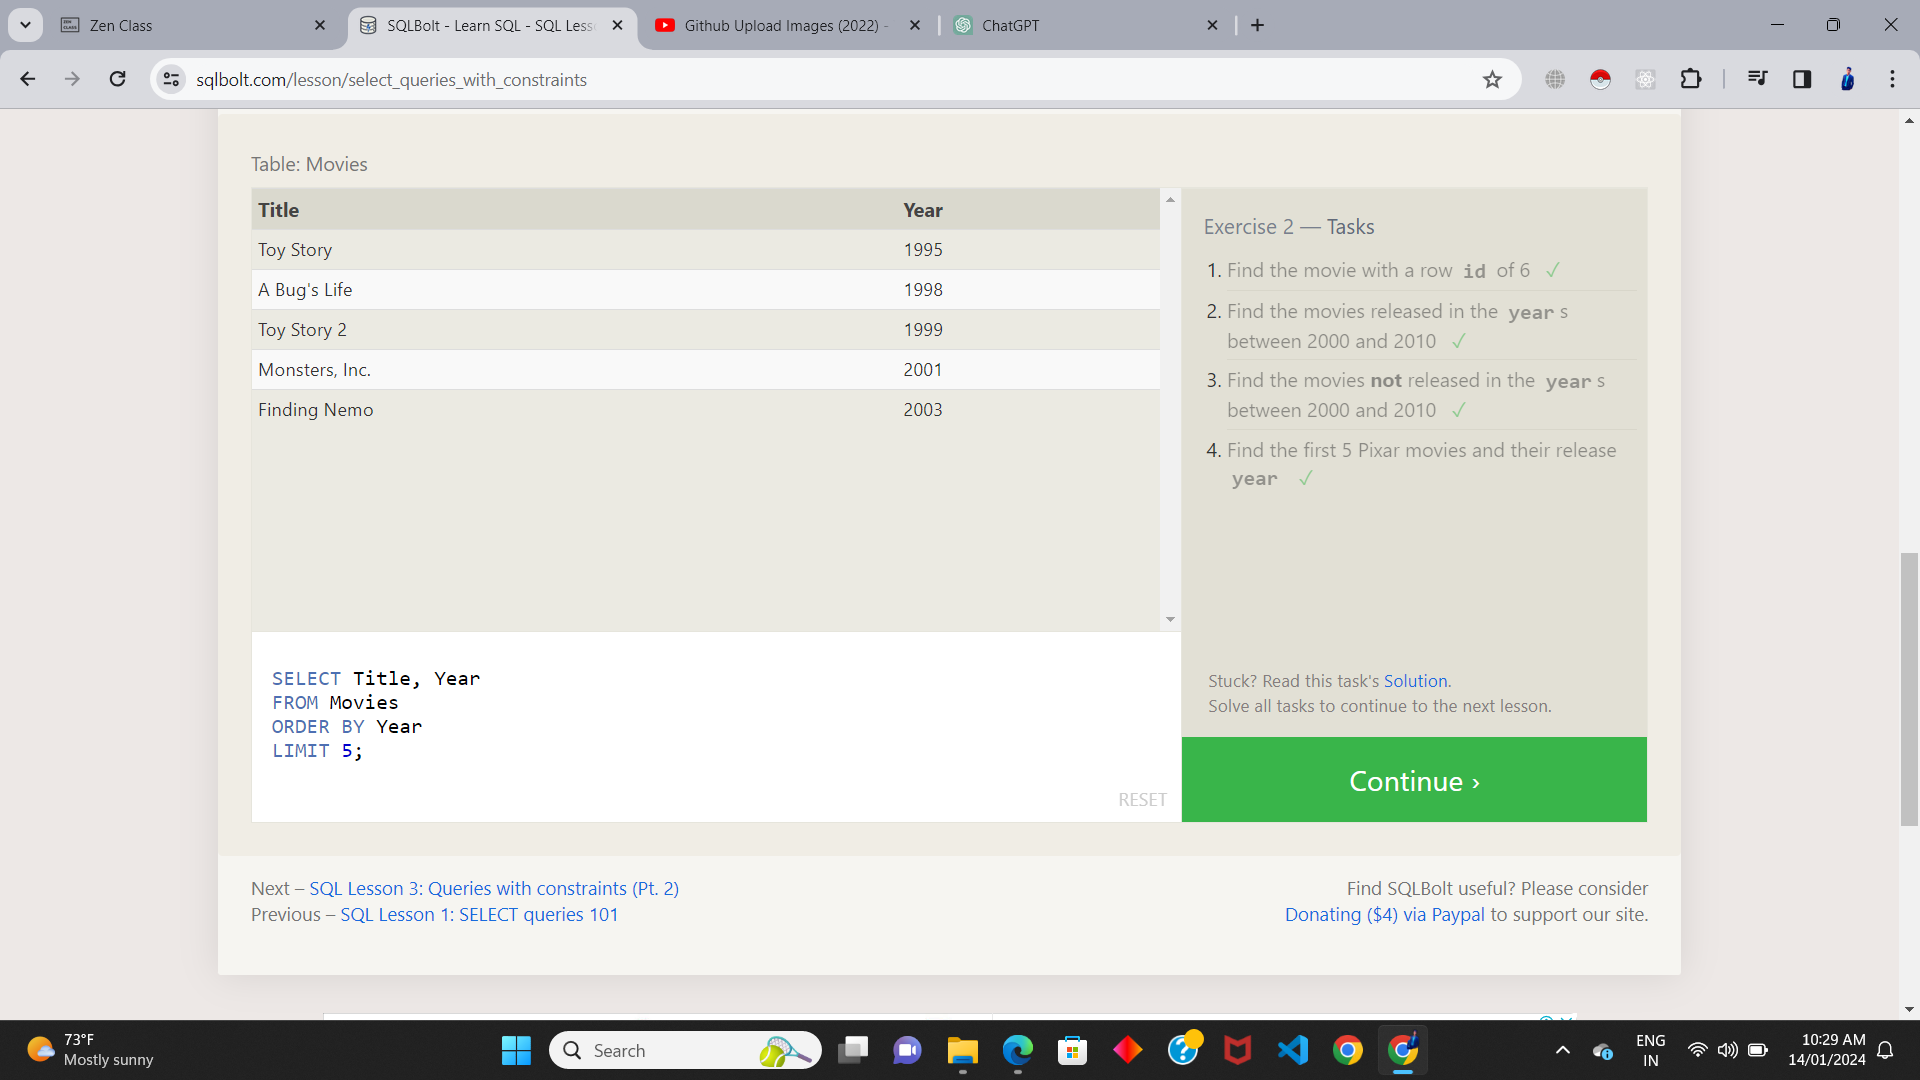 Zen Class
SQLBolt - Learn SQL - SQL Less
Github Upload Images (2022) -
ChatGPT
sqlbolt.com/lesson/select_queries_with_constraints
Table: Movies
Title Year
Toy Story 1995
A Bug's Life 1998
Toy Story 2 1999
Monsters, Inc. 2001
Finding Nemo 2003
Exercise 2 — Tasks
1. Find the movie with a row id of 6 ✓
2. Find the movies released in the year s
between 2000 and 2010 ✓
3. Find the movies not released in the year s
between 2000 and 2010 ✓
4. Find the first 5 Pixar movies and their release
year ✓
SELECT Title, Year
FROM Movies
ORDER BY Year
LIMIT 5;
RESET
Stuck? Read this task's Solution.
Solve all tasks to continue to the next lesson.
Continue ›
Next – SQL Lesson 3: Queries with constraints (Pt. 2)
Previous – SQL Lesson 1: SELECT queries 101
Find SQLBolt useful? Please consider
Donating ($4) via Paypal to support our site.
73°F
Mostly sunny
Search
ENG
IN
10:29 AM
14/01/2024